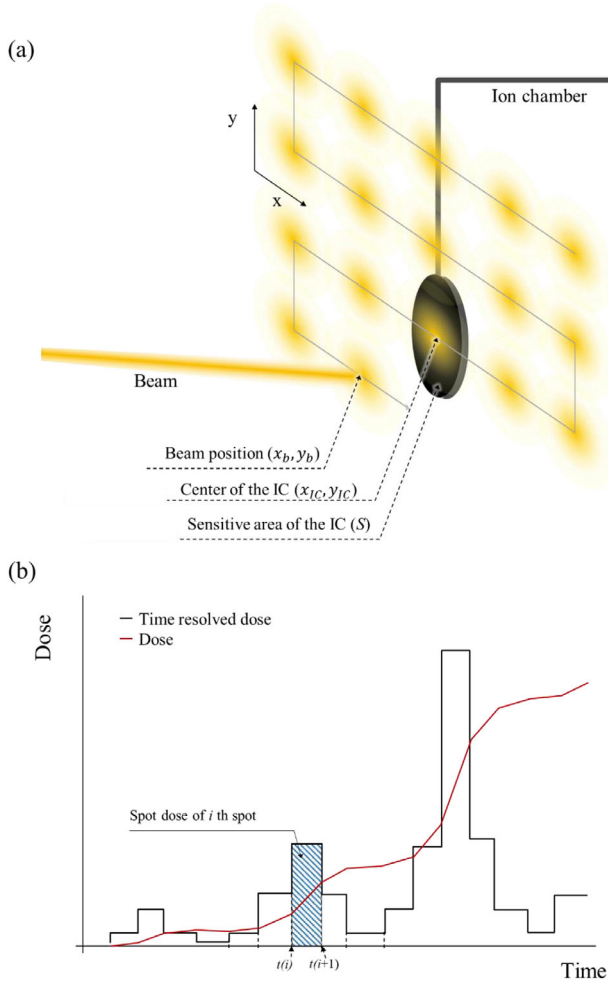 (a)
Ion chamber
y
x
Beam
Beam position (x_b, y_b)
Center of the IC (x_IC, y_IC)
Sensitive area of the IC (S)
(b)
Dose
Time resolved dose
Dose
Spot dose of i th spot
t(i)
t(i+1)
Time